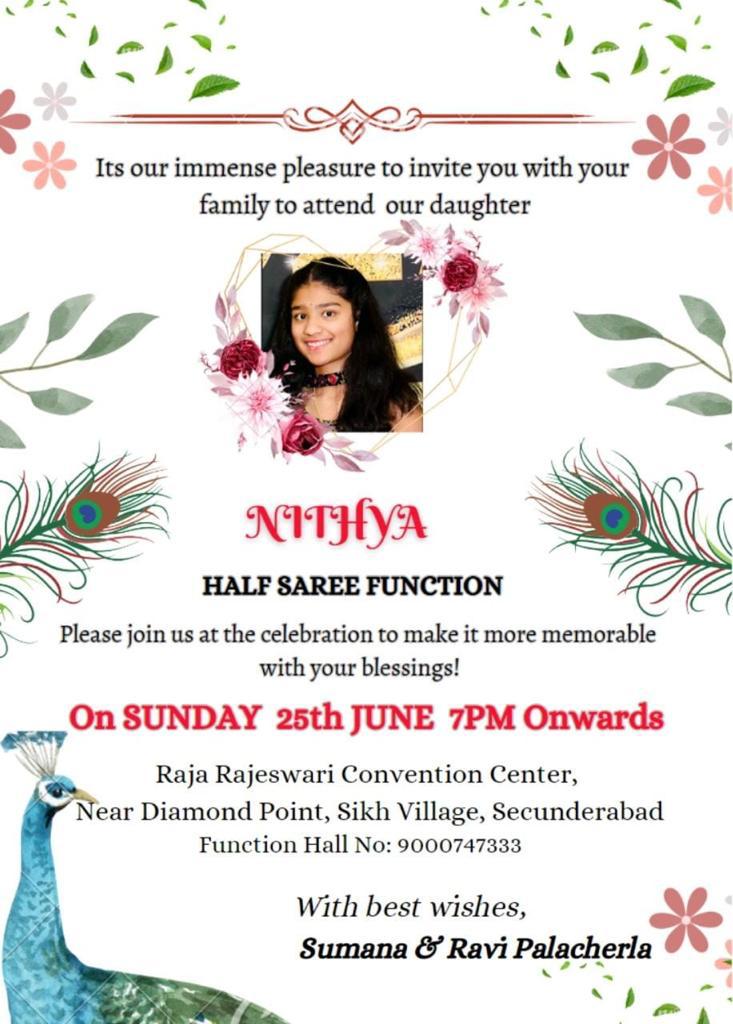 Its our immense pleasure to invite you with your
family to attend our daughter
NITHYA
HALF SAREE FUNCTION
Please join us at the celebration to make it more memorable
with your blessings!
On SUNDAY 25th JUNE 7PM Onwards
Raja Rajeswari Convention Center,
Near Diamond Point, Sikh Village, Secunderabad
Function Hall No: 9000747333
With best wishes,
Sumana & Ravi Palacherla